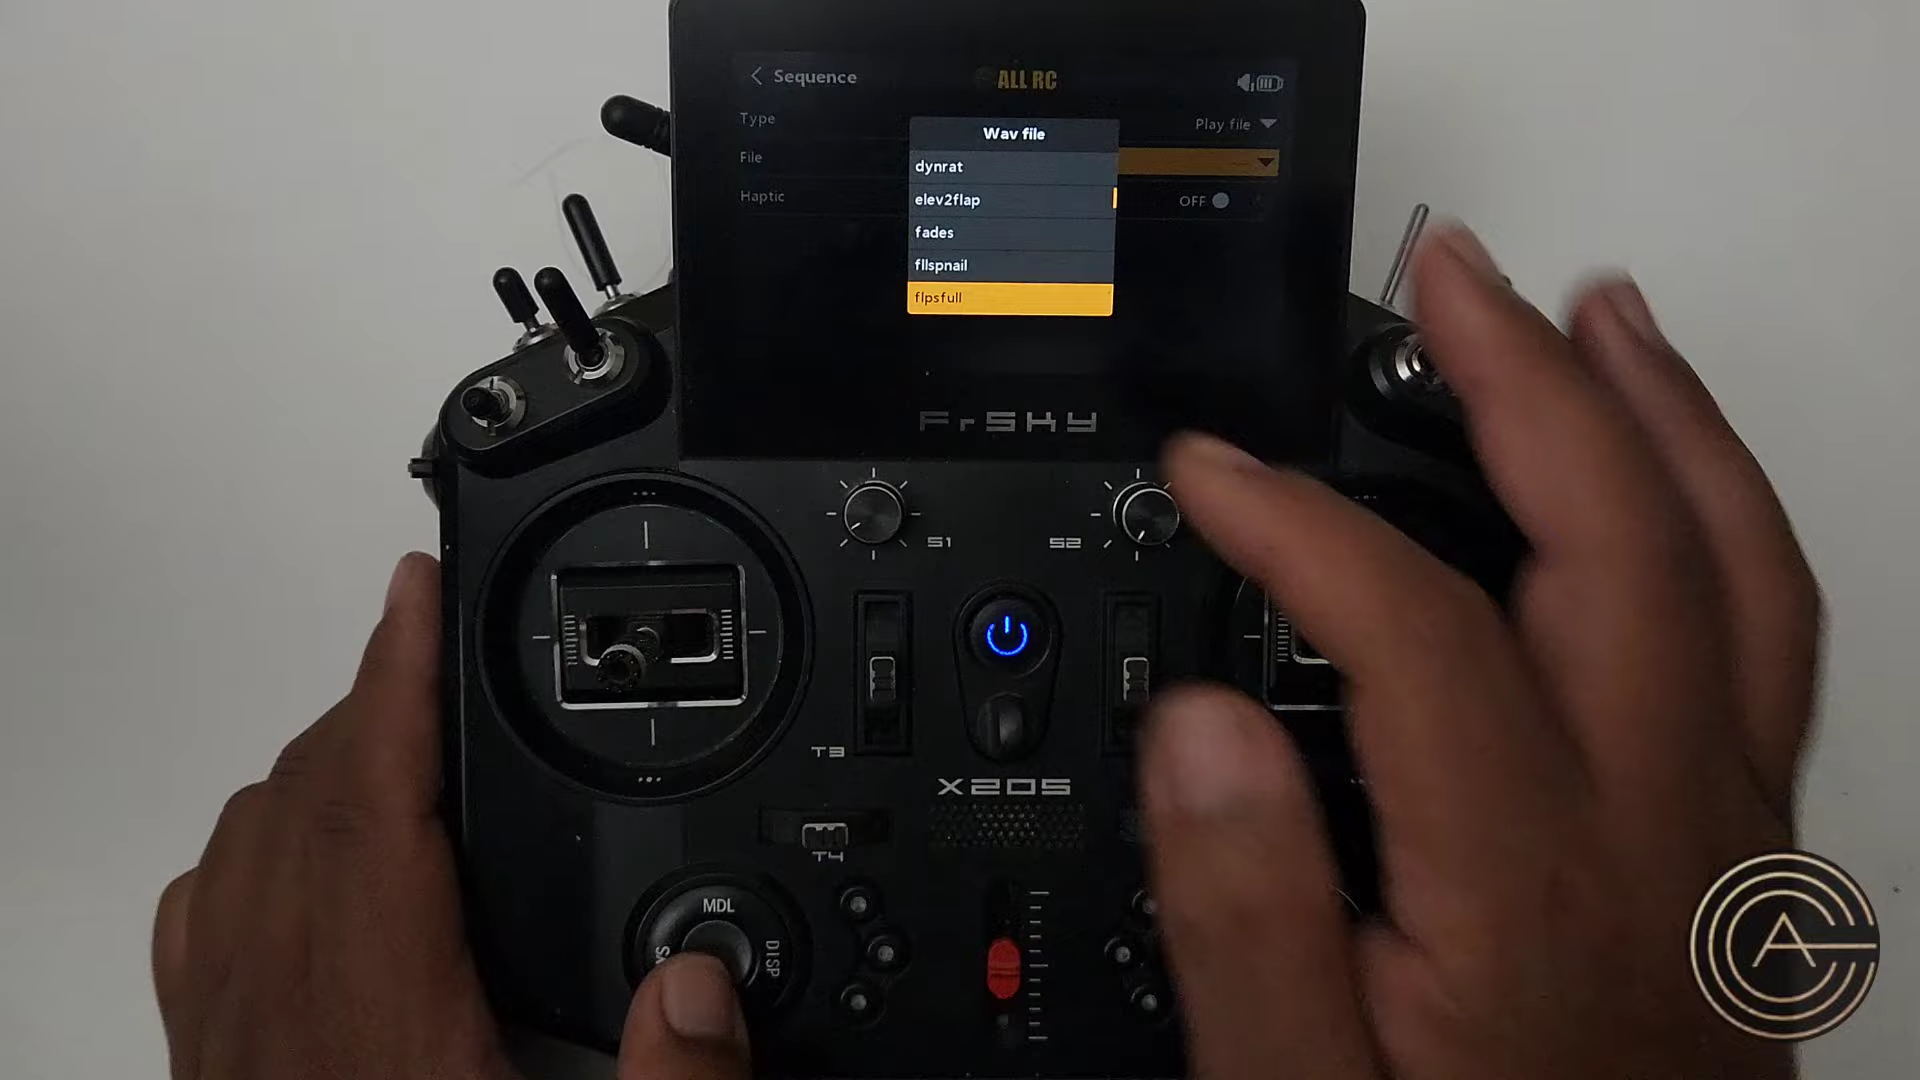 Sequence
ALL RC
Type
Play file
Wav file
File
dynrat
elev2flap
Haptic
OFF
fades
fllspnail
flpsfull
FrSKY
S1
S2
T3
X20S
T4
MDL
DISP
SYS